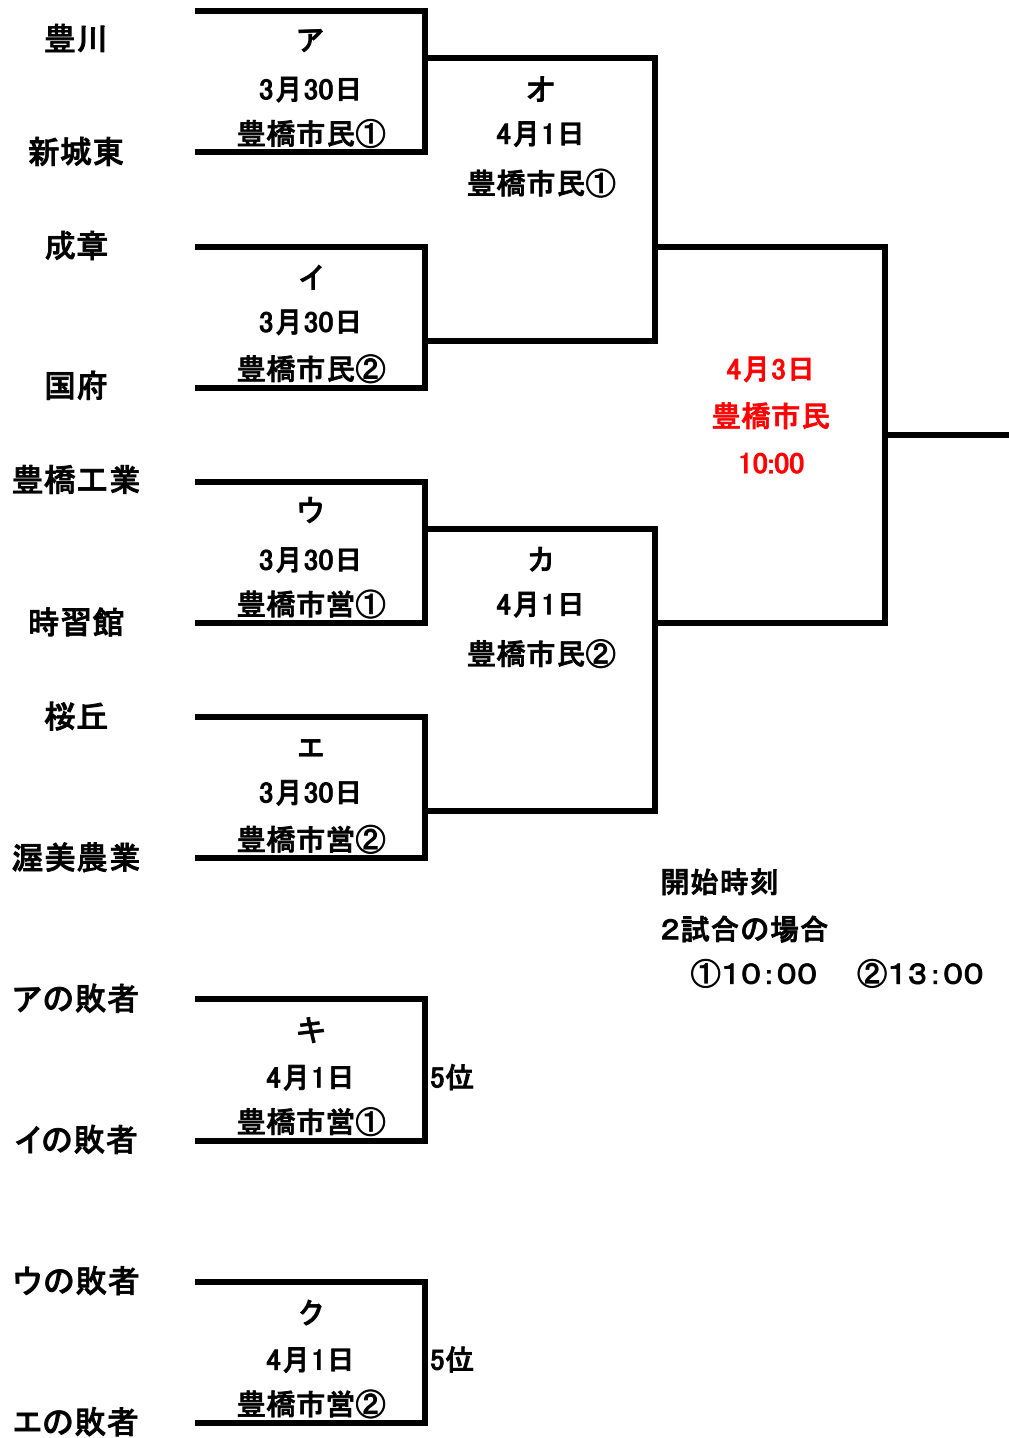 豊川
ア
3月30日
豊橋市民①
新城東
オ
4月1日
豊橋市民①
成章
イ
3月30日
豊橋市民②
国府
4月3日
豊橋市民
10:00
豊橋工業
ウ
3月30日
豊橋市営①
時習館
カ
4月1日
豊橋市民②
桜丘
エ
3月30日
豊橋市営②
渥美農業
開始時刻
２試合の場合
①１０：００　②１３：００
アの敗者
キ
4月1日
豊橋市営①
5位
イの敗者
ウの敗者
ク
4月1日
豊橋市営②
5位
エの敗者